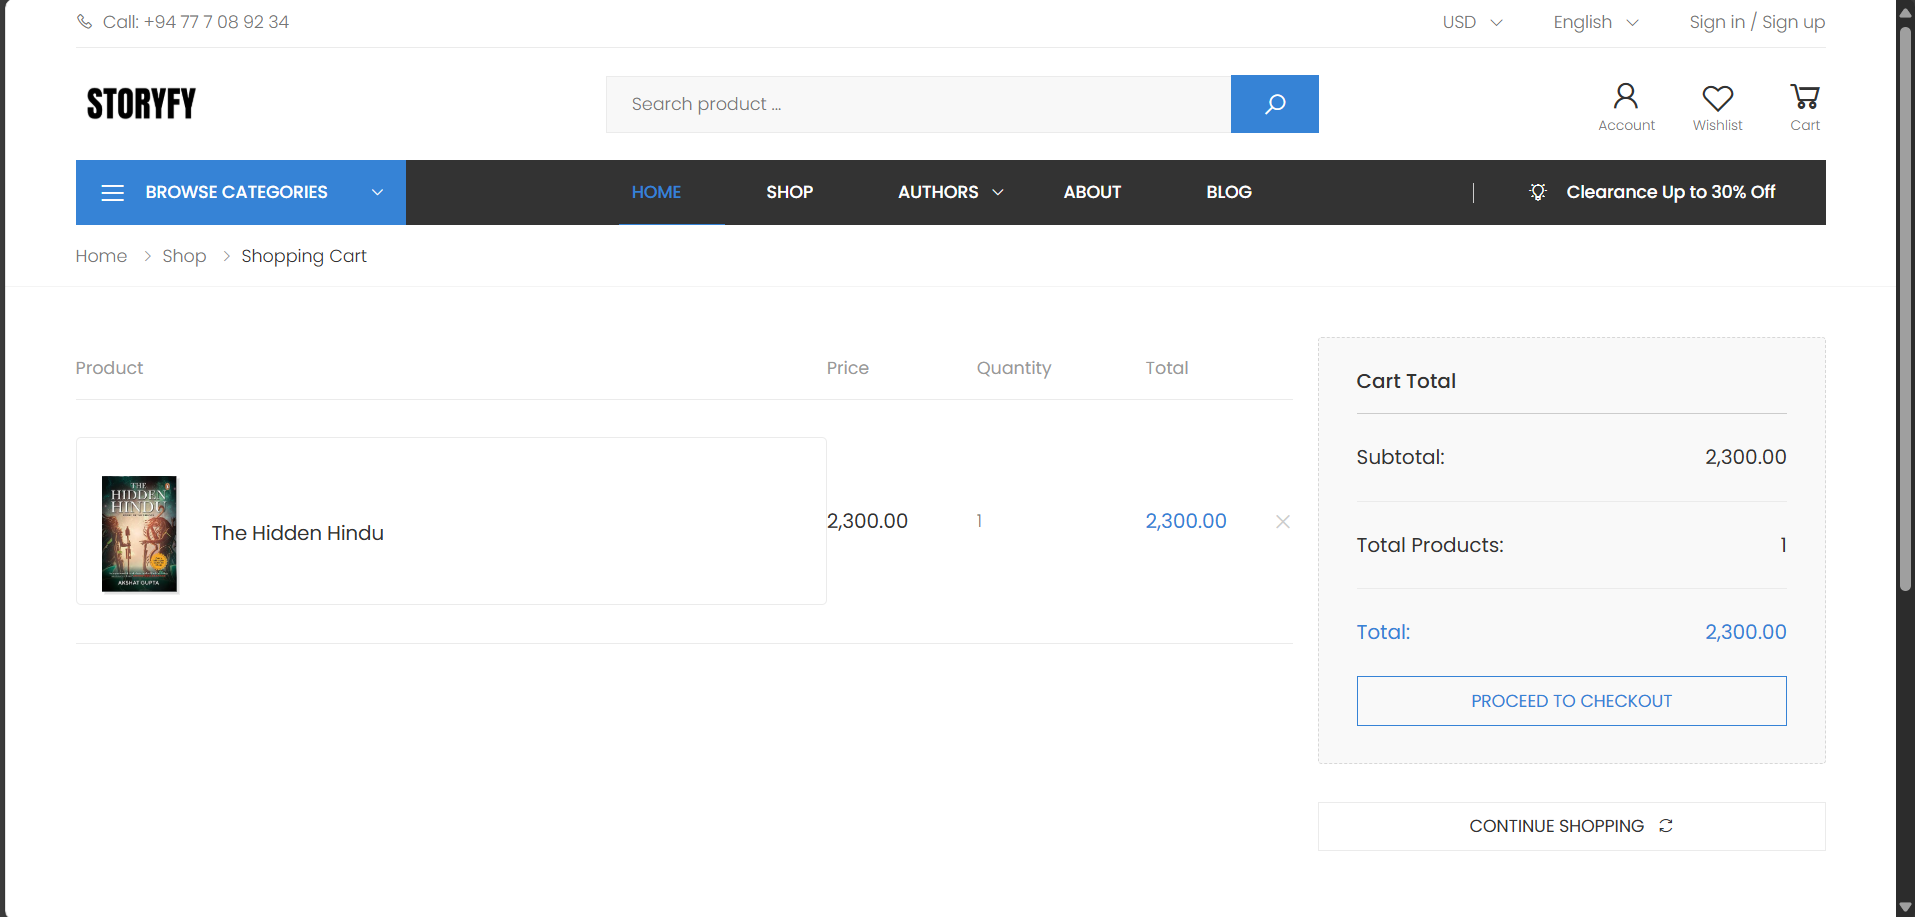 Call: +94 77 7 08 92 34
USD
English
Sign in / Sign up
STORYFY
Search product ...
Account
Wishlist
Cart
BROWSE CATEGORIES
HOME
SHOP
AUTHORS
ABOUT
BLOG
Clearance Up to 30% Off
Home
Shop
Shopping Cart
Product
Price
Quantity
Total
THE
HIDDEN
HINDU
AKSHAT GUPTA
The Hidden Hindu
2,300.00
1
2,300.00
Cart Total
Subtotal:
2,300.00
Total Products:
1
Total:
2,300.00
PROCEED TO CHECKOUT
CONTINUE SHOPPING